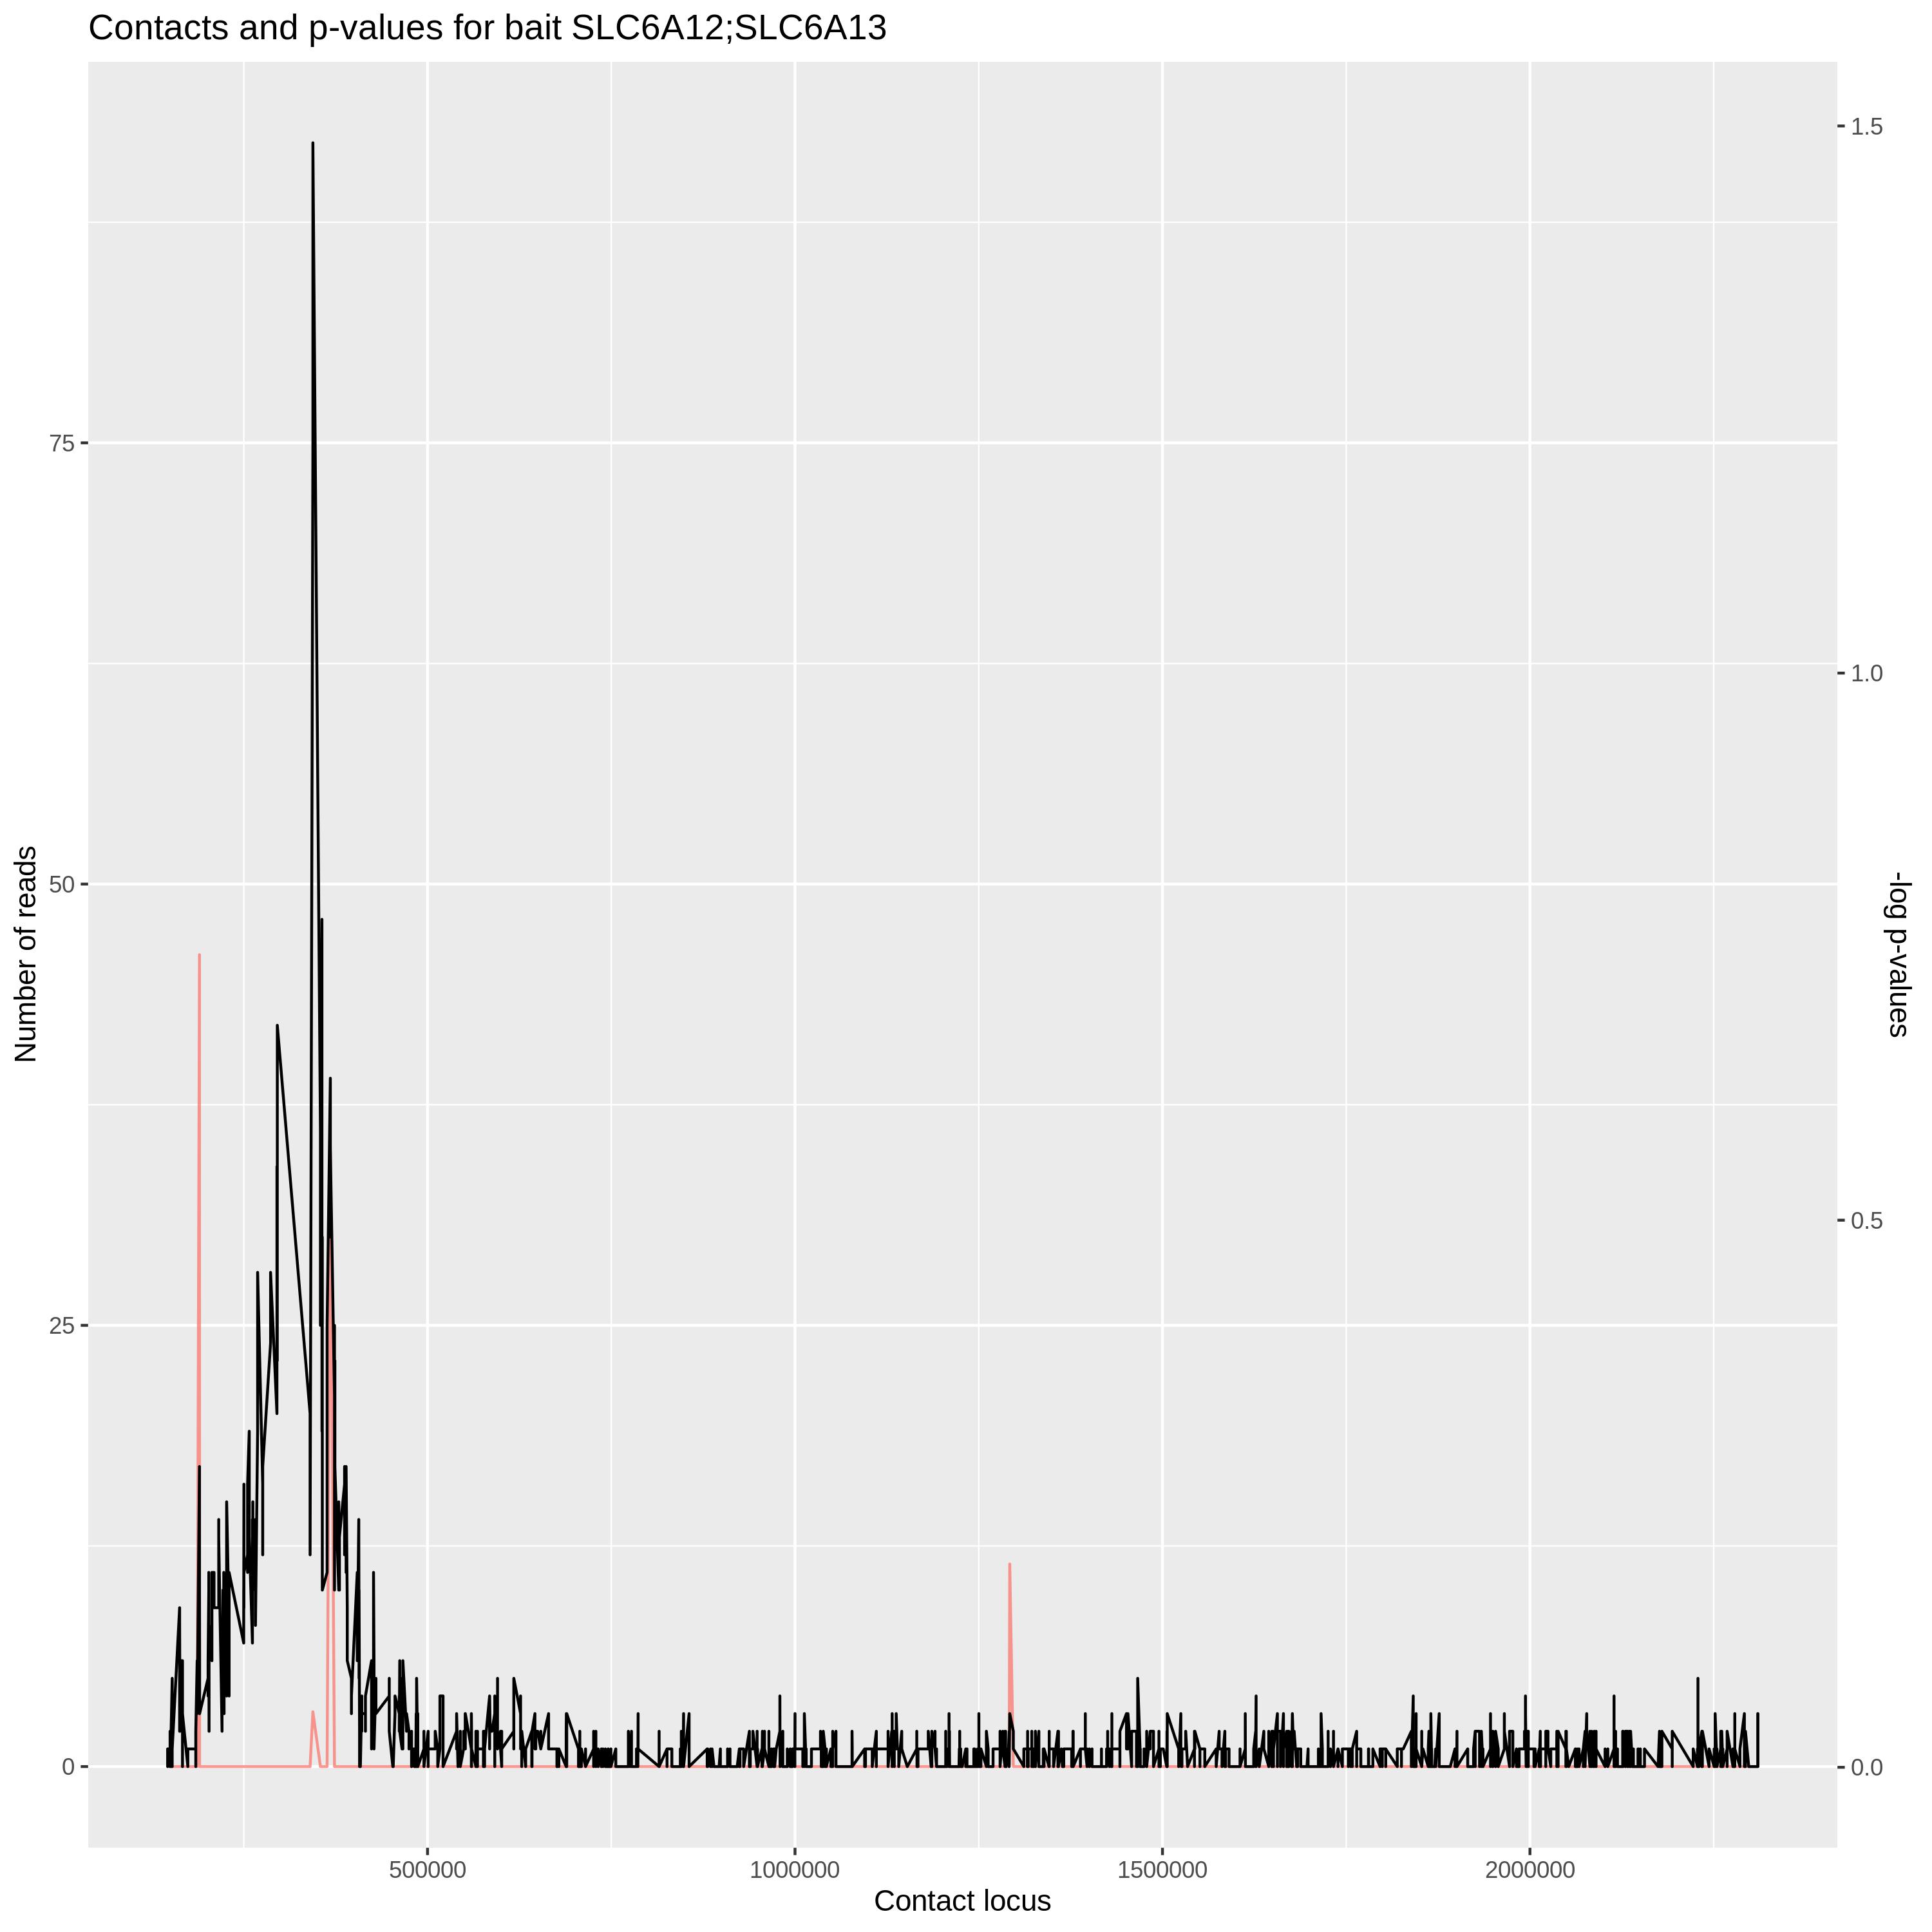 Contacts and p-values for bait SLC6A12;SLC6A13
1.5
75
1.0
Number of reads
50
-log p-values
0.5
25
0
0.0
500000 1000000 1500000 2000000
Contact locus